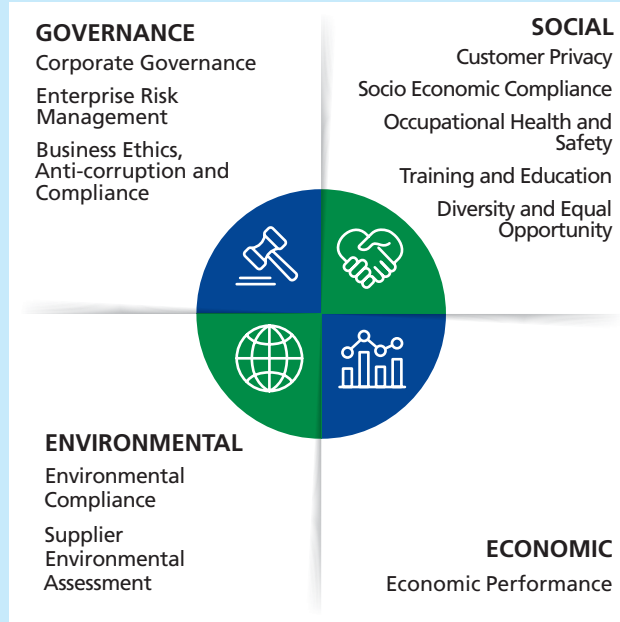 GOVERNANCE
Corporate Governance
Enterprise Risk
Management
Business Ethics,
Anti-corruption and
Compliance
SOCIAL
Customer Privacy
Socio Economic Compliance
Occupational Health and
Safety
Training and Education
Diversity and Equal
Opportunity
ENVIRONMENTAL
Environmental
Compliance
Supplier
Environmental
Assessment
ECONOMIC
Economic Performance